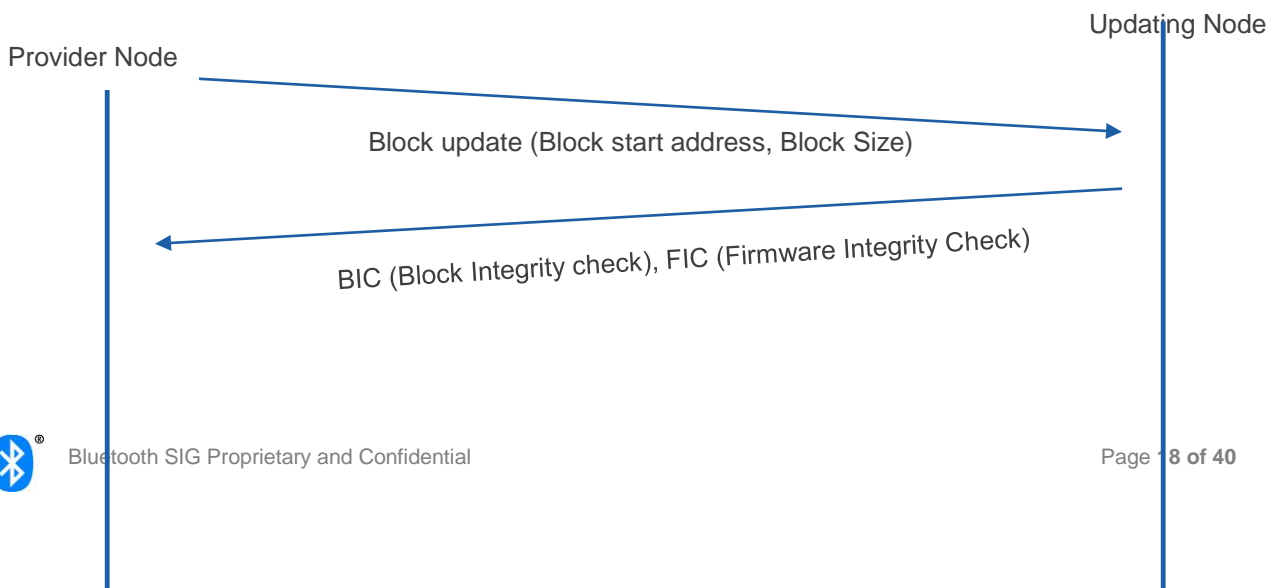 Updating Node
Provider Node
Block update (Block start address, Block Size)
BIC (Block Integrity check), FIC (Firmware Integrity Check)
®
Bluetooth SIG Proprietary and Confidential
Page 18 of 40